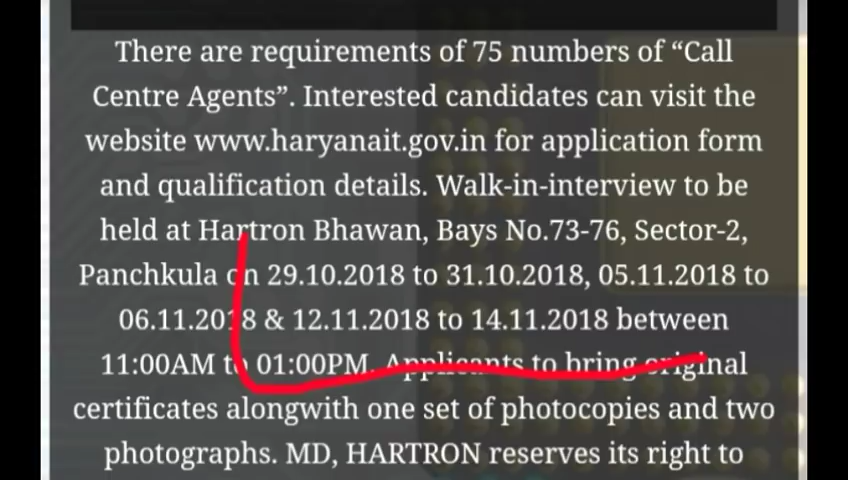 There are requirements of 75 numbers of “Call
Centre Agents”. Interested candidates can visit the
website www.haryanait.gov.in for application form
and qualification details. Walk-in-interview to be
held at Hartron Bhawan, Bays No.73-76, Sector-2,
Panchkula on 29.10.2018 to 31.10.2018, 05.11.2018 to
06.11.2018 & 12.11.2018 to 14.11.2018 between
11:00AM to 01:00PM. Applicants to bring original
certificates alongwith one set of photocopies and two
photographs. MD, HARTRON reserves its right to